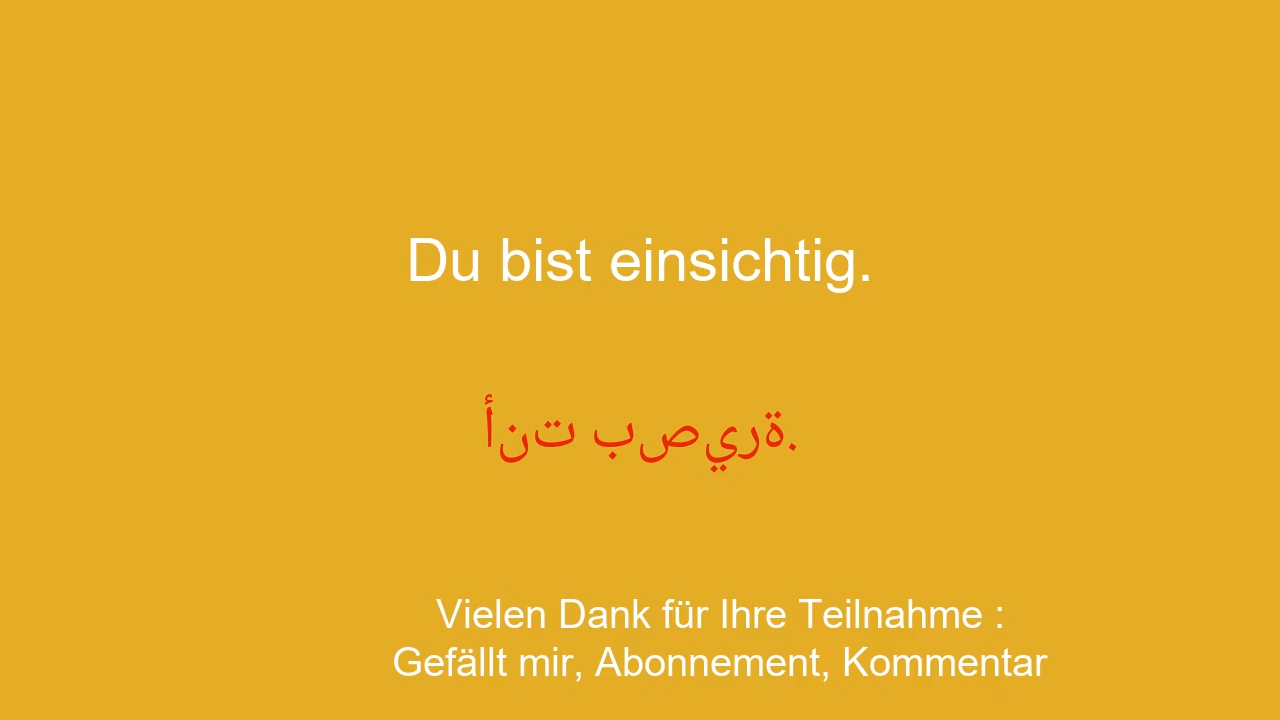 Du bist einsichtig.
أنت بصيرة.
Vielen Dank für Ihre Teilnahme :
Gefällt mir, Abonnement, Kommentar